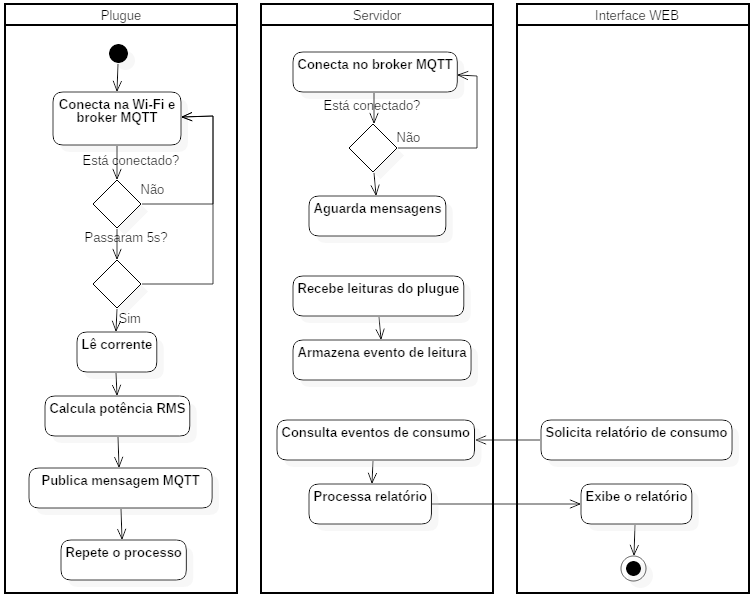 Plugue
Conecta na Wi-Fi e
broker MQTT
Está conectado?
Não
Passaram 5s?
Sim
Lê corrente
Calcula potência RMS
Publica mensagem MQTT
Repete o processo
Servidor
Conecta no broker MQTT
Está conectado?
Não
Aguarda mensagens
Recebe leituras do plugue
Armazena evento de leitura
Consulta eventos de consumo
Processa relatório
Interface WEB
Solicita relatório de consumo
Exibe o relatório